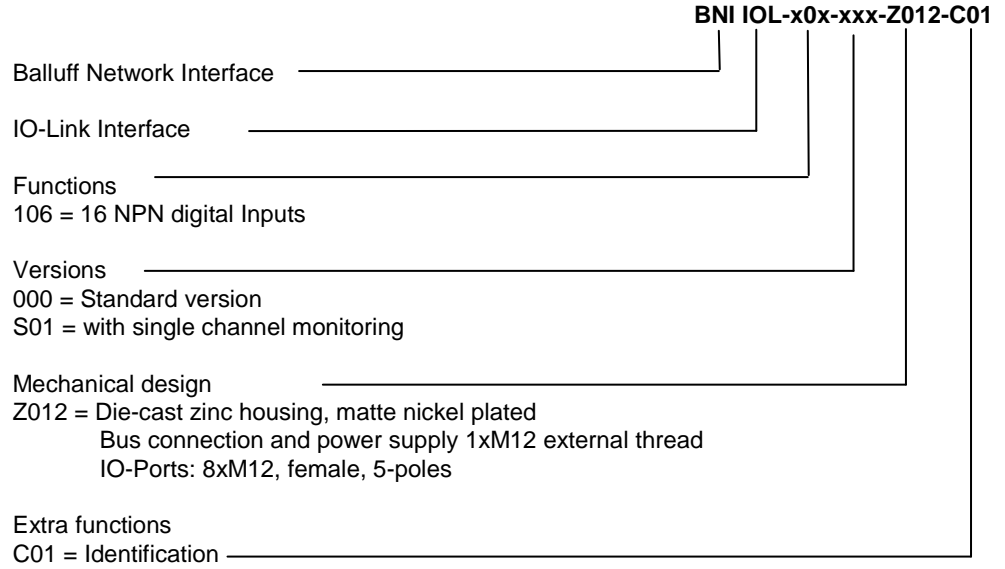 BNI IOL-x0x-xxx-Z012-C01
Balluff Network Interface
IO-Link Interface
Functions
106 = 16 NPN digital Inputs
Versions
000 = Standard version
S01 = with single channel monitoring
Mechanical design
Z012 = Die-cast zinc housing, matte nickel plated
Bus connection and power supply 1xM12 external thread
IO-Ports: 8xM12, female, 5-poles
Extra functions
C01 = Identification